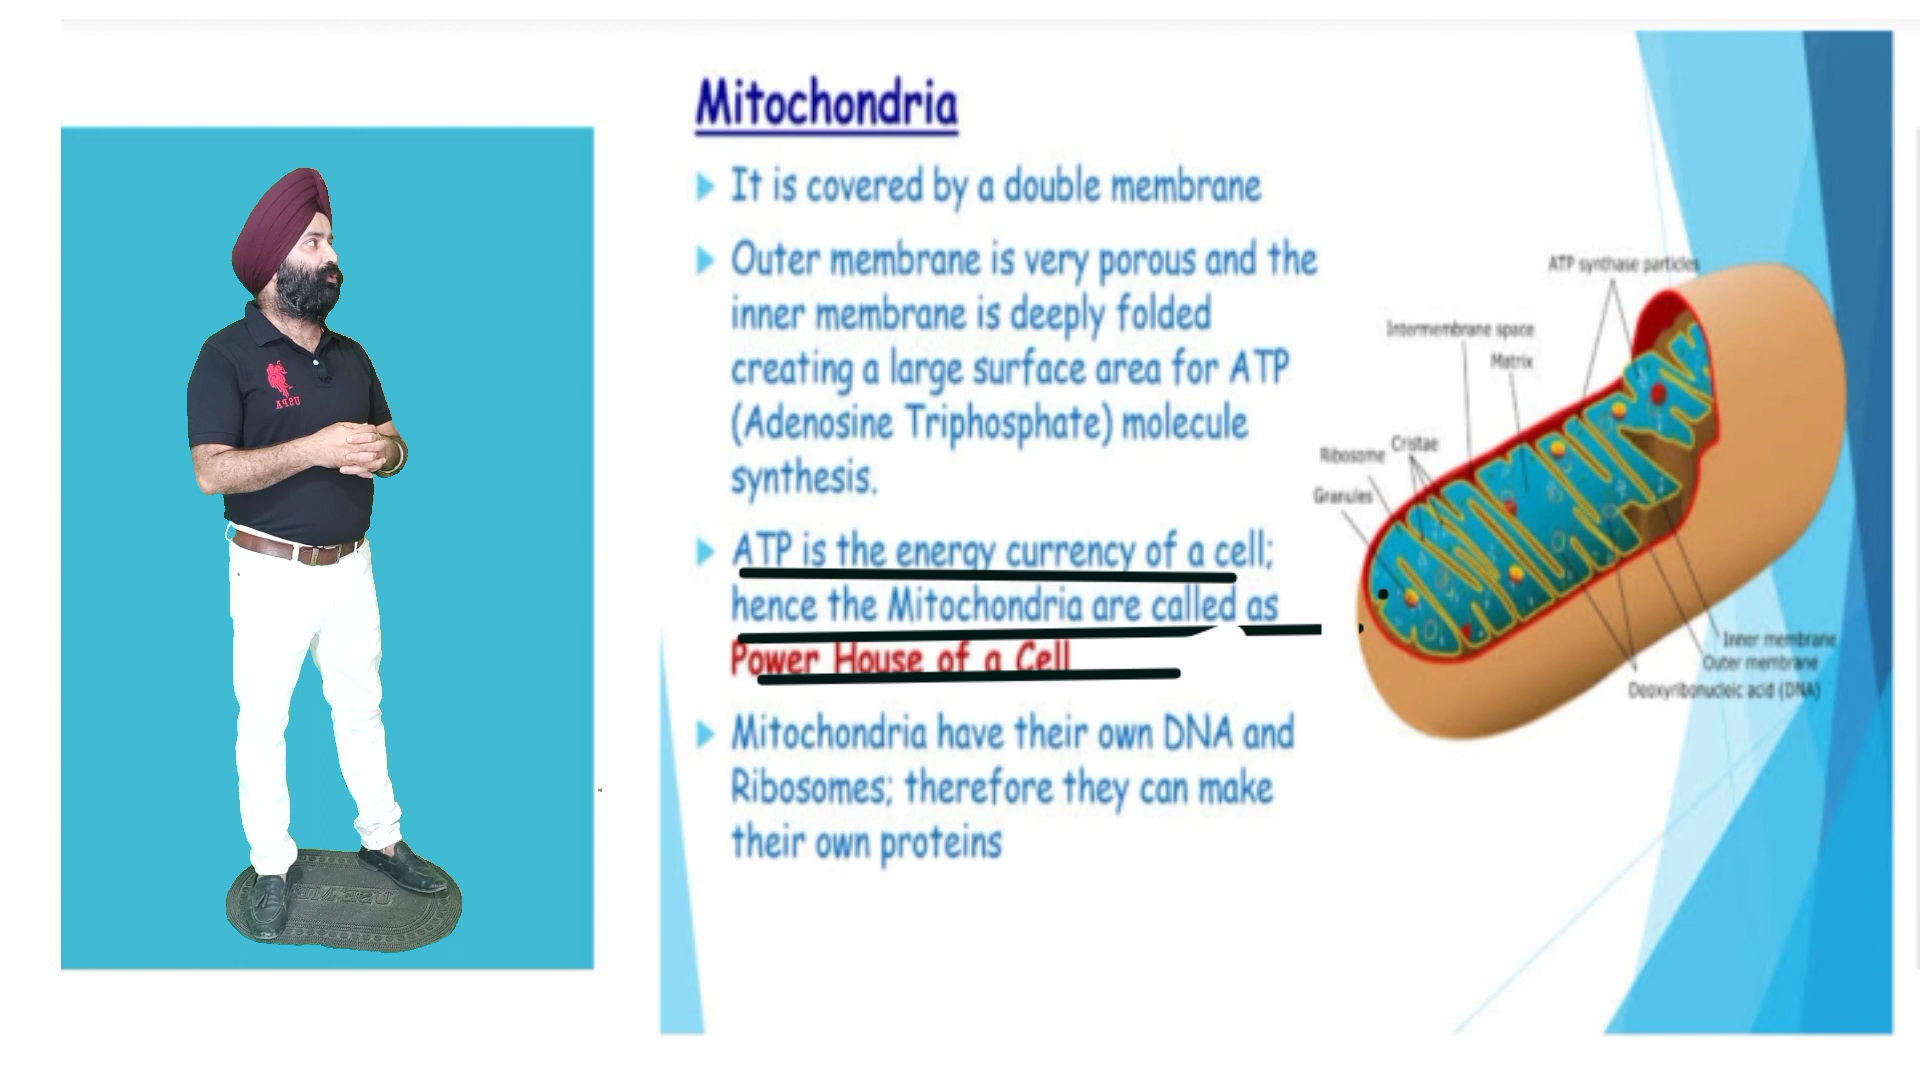 Mitochondria
It is covered by a double membrane
Outer membrane is very porous and the
inner membrane is deeply folded
creating a large surface area for ATP
(Adenosine Triphosphate) molecule
synthesis.
ATP is the energy currency of a cell;
hence the Mitochondria are called as
Power House of a Cell
Mitochondria have their own DNA and
Ribosomes; therefore they can make
their own proteins
ATP synthase particles
Intermembrane space
Matrix
Cristae
Ribosome
Granules
Inner membrane
Outer membrane
Deoxyribonucleic acid (DNA)
USPA